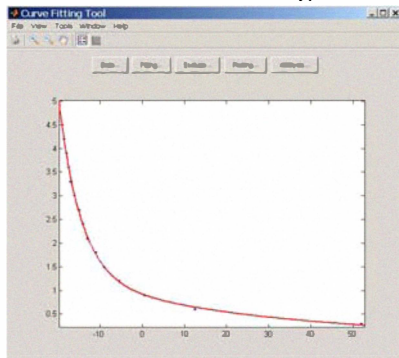 Curve Fitting Tool
File View Tools Window Help
Data... Fitting... Exclude... Plotting... Analysis...
5
4.5
4
3.5
3
2.5
2
1.5
1
0.5
-10 0 10 20 30 40 50